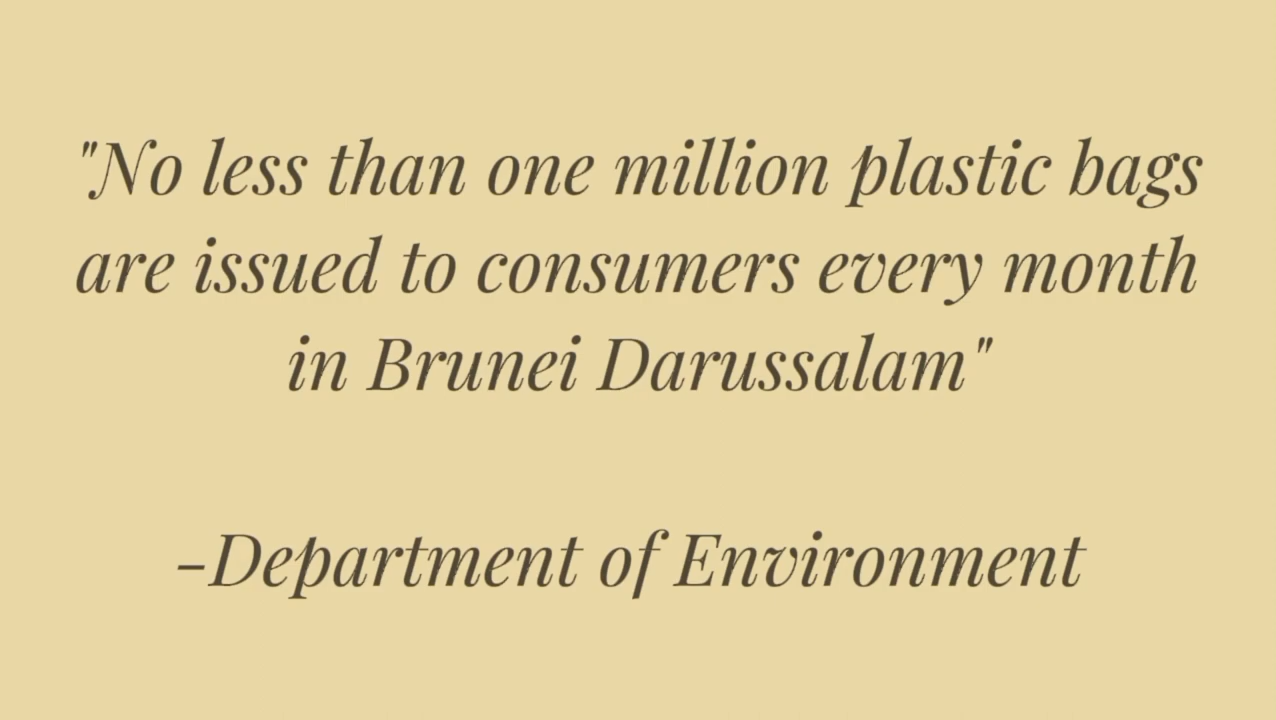 "No less than one million plastic bags
are issued to consumers every month
in Brunei Darussalam"
–Department of Environment